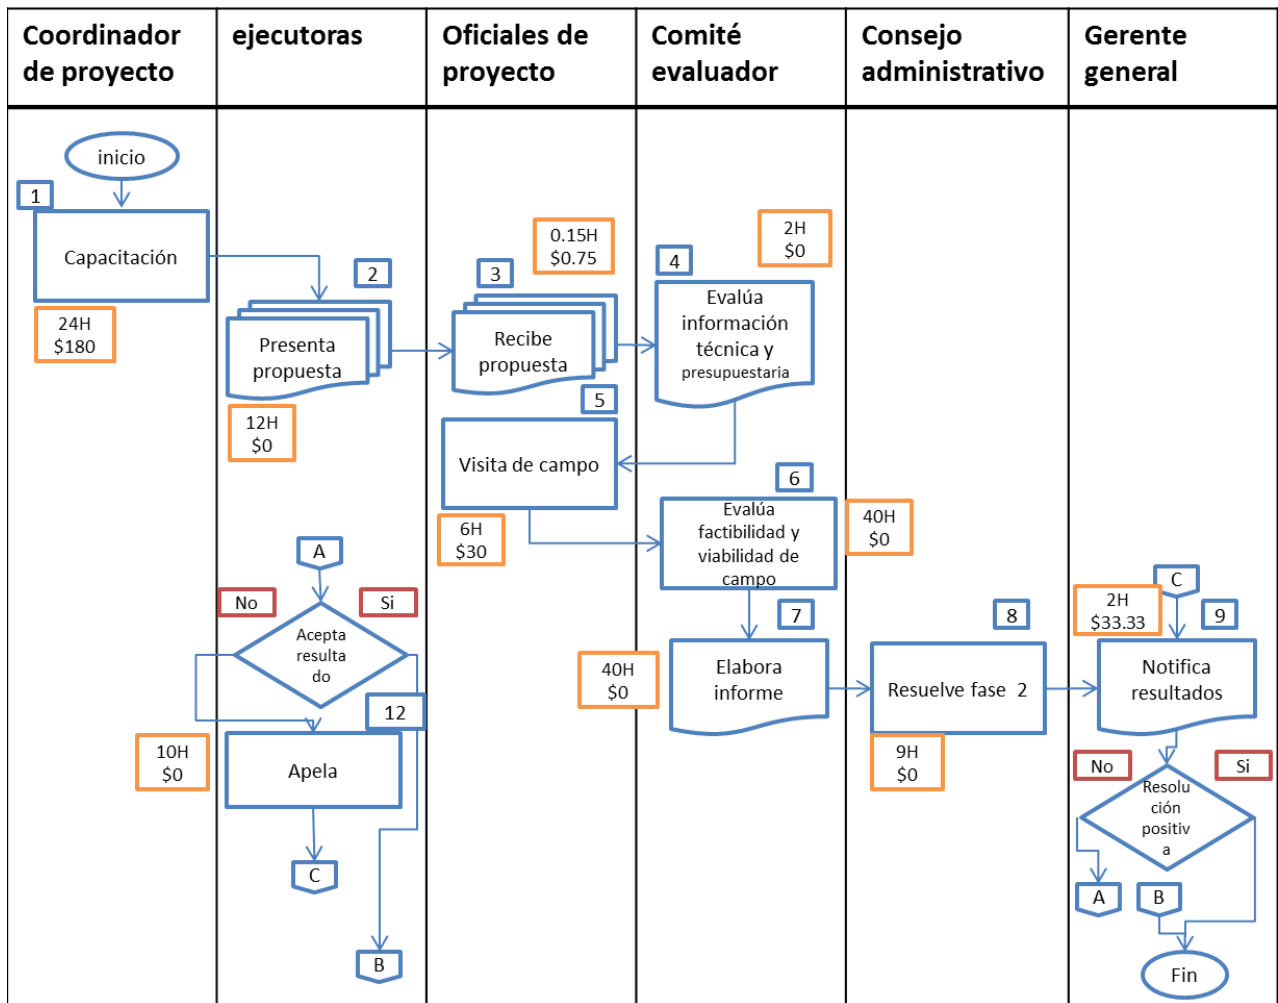 Coordinador
de proyecto
ejecutoras
Oficiales de
proyecto
Comité
evaluador
Consejo
administrativo
Gerente
general
inicio
1
Capacitación
24H
$180
2
Presenta
propuesta
12H
$0
0.15H
$0.75
3
Recibe
propuesta
2H
$0
4
Evalúa
información
técnica y
presupuestaria
5
Visita de campo
6H
$30
6
Evalúa
factibilidad y
viabilidad de
campo
40H
$0
7
Elabora
informe
40H
$0
8
Resuelve fase 2
9H
$0
C
2H
$33.33
9
Notifica
resultados
No
Si
Resolu
ción
positiv
a
A
B
Fin
A
No
Si
Acepta
resulta
do
12
Apela
10H
$0
C
B